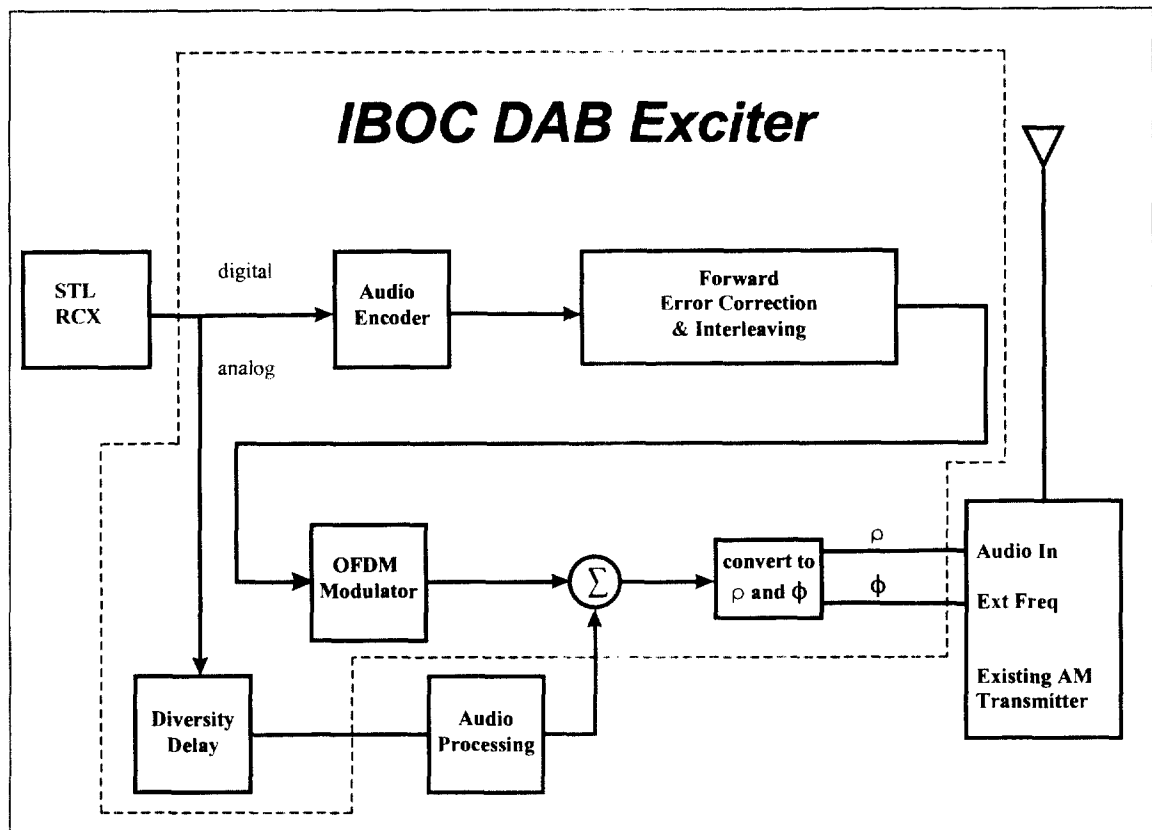 IBOC DAB Exciter
STL
RCX
digital
analog
Audio
Encoder
Forward
Error Correction
& Interleaving
OFDM
Modulator
Σ
convert to
ρ and ϕ
ρ
ϕ
Audio In
Ext Freq
Existing AM
Transmitter
Diversity
Delay
Audio
Processing